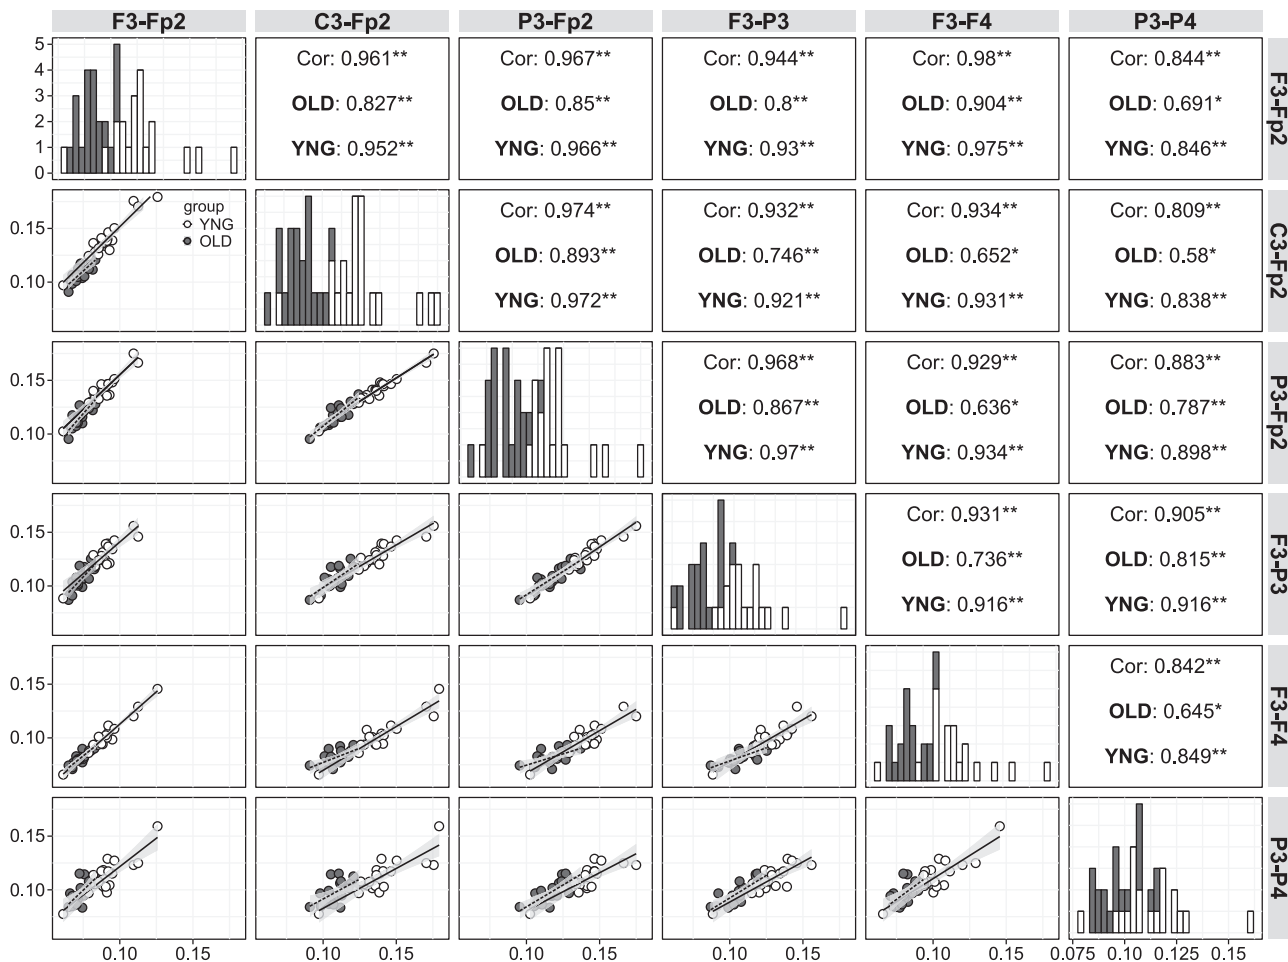 F3-Fp2 C3-Fp2 P3-Fp2 F3-P3 F3-F4 P3-P4
5
4
3
2
1
0
Cor: 0.961**
OLD: 0.827**
YNG: 0.952**
Cor: 0.967**
OLD: 0.85**
YNG: 0.966**
Cor: 0.944**
OLD: 0.8**
YNG: 0.93**
Cor: 0.98**
OLD: 0.904**
YNG: 0.975**
Cor: 0.844**
OLD: 0.691*
YNG: 0.846**
F3-Fp2
0.15
0.10
group
YNG
OLD
Cor: 0.974**
OLD: 0.893**
YNG: 0.972**
Cor: 0.932**
OLD: 0.746**
YNG: 0.921**
Cor: 0.934**
OLD: 0.652*
YNG: 0.931**
Cor: 0.809**
OLD: 0.58*
YNG: 0.838**
C3-Fp2
0.15
0.10
Cor: 0.968**
OLD: 0.867**
YNG: 0.97**
Cor: 0.929**
OLD: 0.636*
YNG: 0.934**
Cor: 0.883**
OLD: 0.787**
YNG: 0.898**
P3-Fp2
0.15
0.10
Cor: 0.931**
OLD: 0.736**
YNG: 0.916**
Cor: 0.905**
OLD: 0.815**
YNG: 0.916**
F3-P3
0.15
0.10
Cor: 0.842**
OLD: 0.645*
YNG: 0.849**
F3-F4
0.15
0.10
P3-P4
0.10 0.15 0.10 0.15 0.10 0.15 0.10 0.15 0.10 0.15 0.075 0.100 0.125 0.15